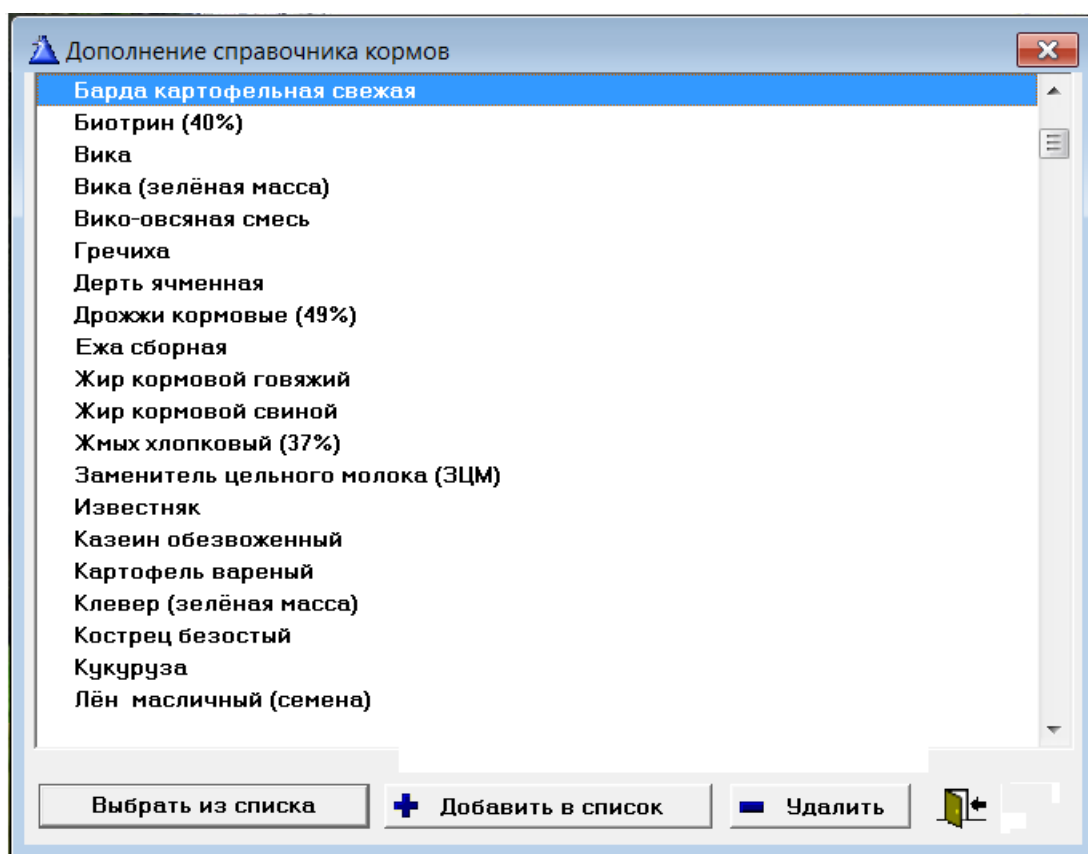 Дополнение справочника кормов
Барда картофельная свежая
Биотрин (40%)
Вика
Вика (зелёная масса)
Вико-овсяная смесь
Гречиха
Дерть ячменная
Дрожжи кормовые (49%)
Ежа сборная
Жир кормовой говяжий
Жир кормовой свиной
Жмых хлопковый (37%)
Заменитель цельного молока (ЗЦМ)
Известняк
Казеин обезвоженный
Картофель вареный
Клевер (зелёная масса)
Кострец безостый
Кукуруза
Лён  масличный (семена)
Выбрать из списка Добавить в список Удалить